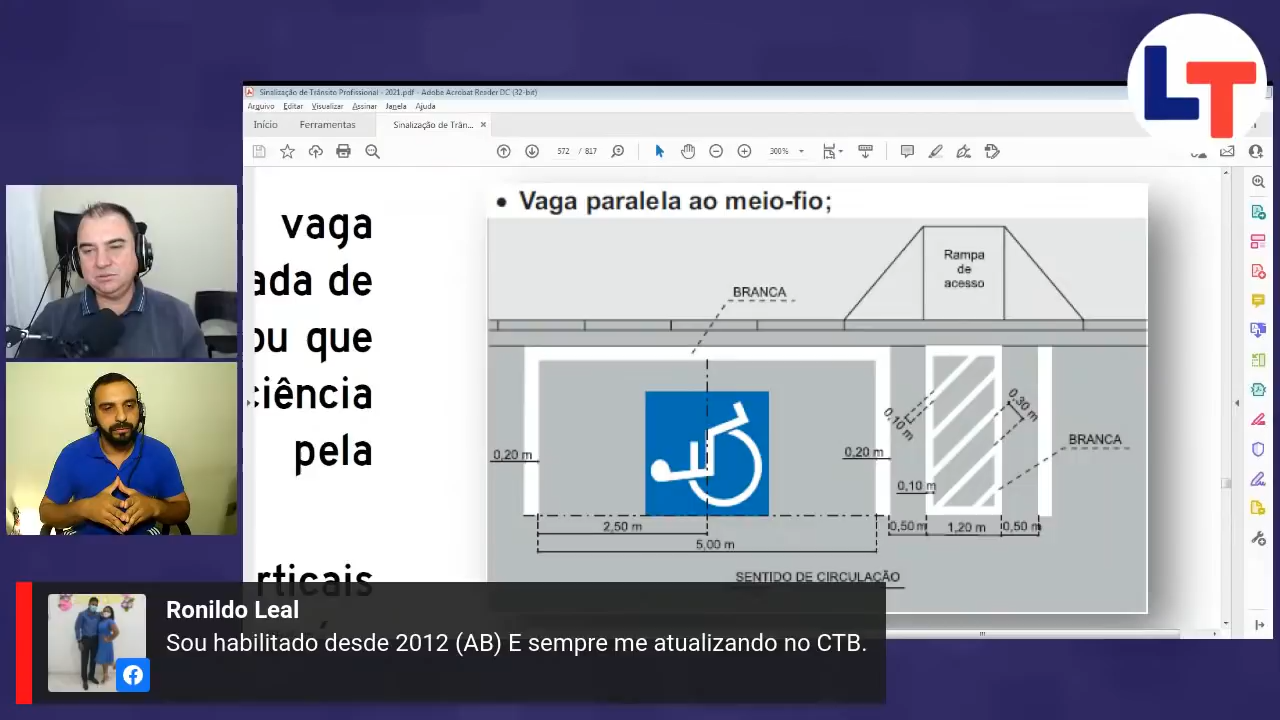 LT
Sinalização de Trânsito Profissional - 2021.pdf - Adobe Acrobat Reader DC (32-bit)
Arquivo Editar Visualizar Assinar Janela Ajuda
Início Ferramentas Sinalização de Trân... ×
572 / 817 300%
vaga
ada de
ou que
ciência
pela
rticais
• Vaga paralela ao meio-fio;
Rampa
de
acesso
BRANCA
0,10 m
0,30 m
BRANCA
0,20 m
0,20 m
0,10 m
2,50 m
0,50 m
1,20 m
0,50 m
5,00 m
SENTIDO DE CIRCULAÇÃO
Ronildo Leal
Sou habilitado desde 2012 (AB) E sempre me atualizando no CTB.